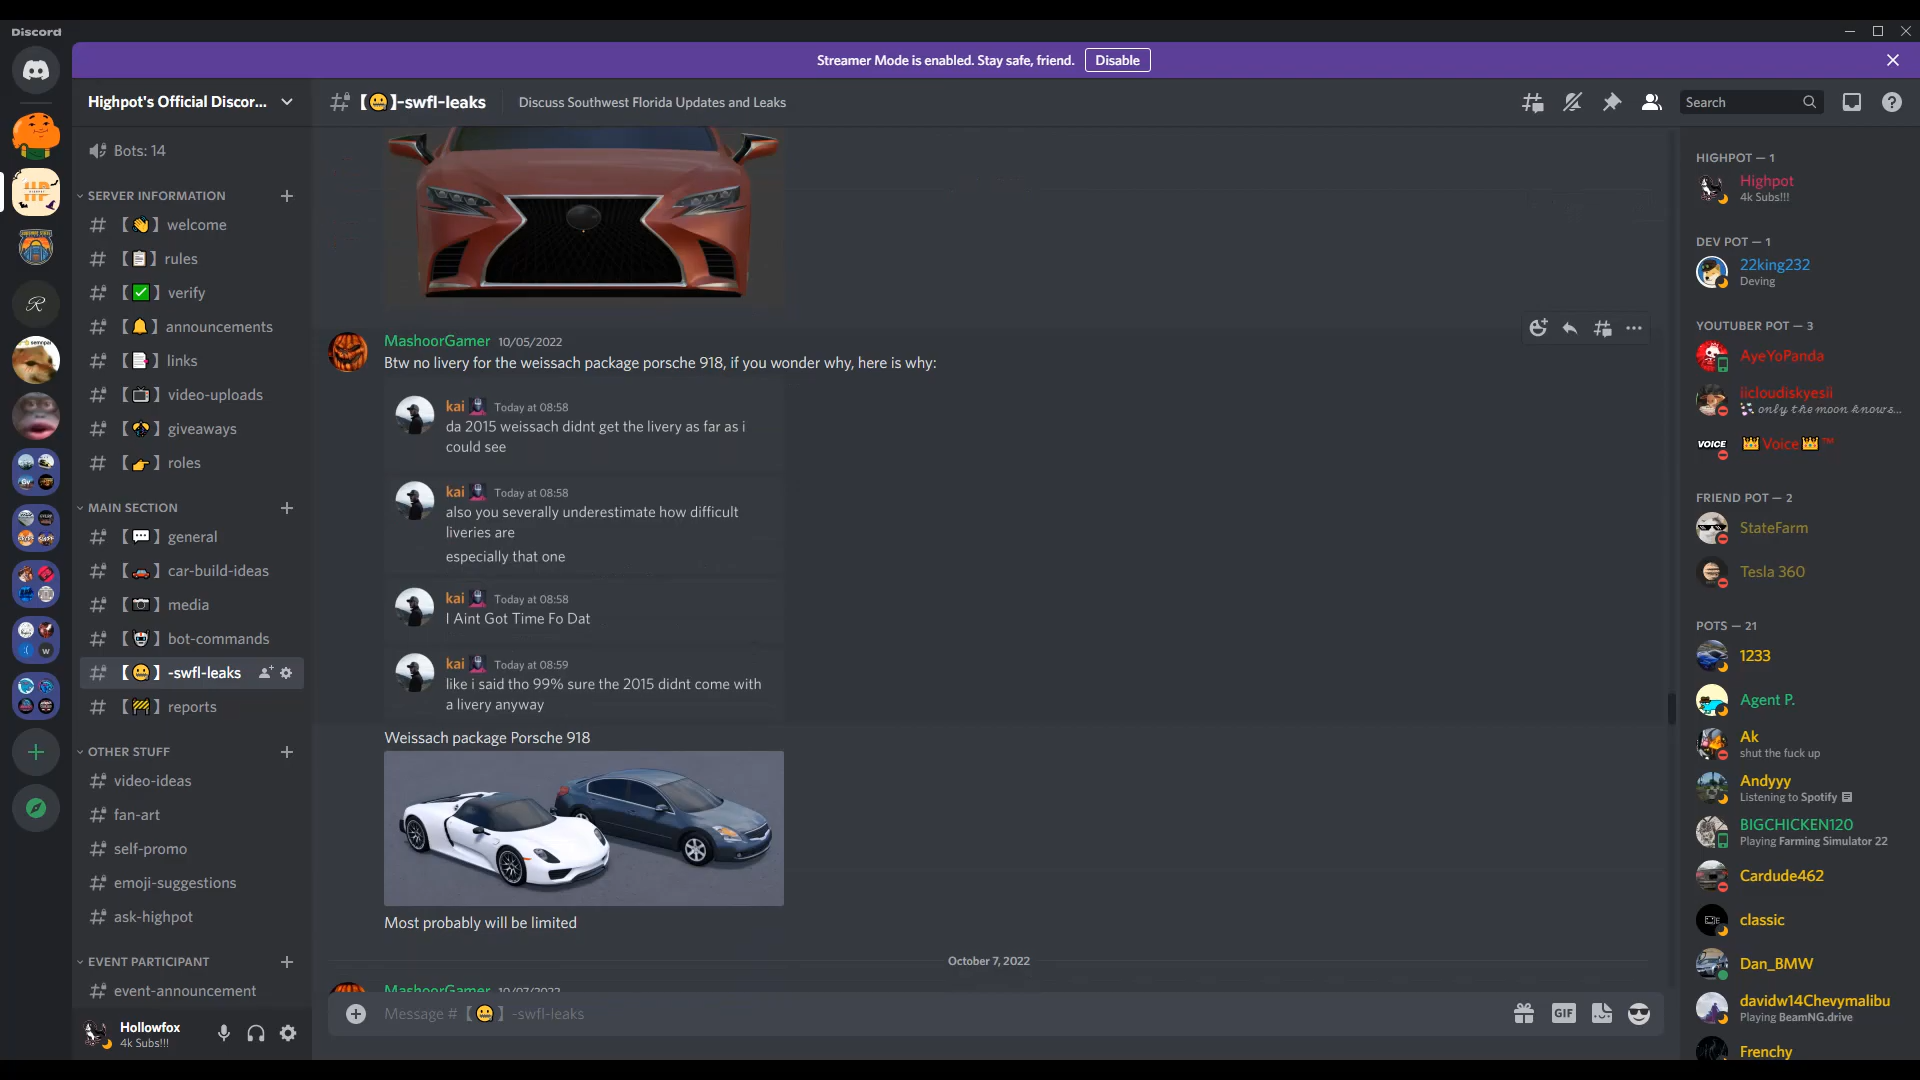 Discord
Streamer Mode is enabled. Stay safe, friend.
Disable
Highpot's Official Discor...
【🤐】-swfl-leaks
Discuss Southwest Florida Updates and Leaks
Search
Bots: 14
SERVER INFORMATION
【👋】welcome
【📋】rules
【✅】verify
【🔔】announcements
【📑】links
【📺】video-uploads
【】giveaways
【👉】roles
MAIN SECTION
【💬】general
【🚗】car-build-ideas
【📷】media
【🤖】bot-commands
【🤐】-swfl-leaks
【🚧】reports
OTHER STUFF
video-ideas
fan-art
self-promo
emoji-suggestions
ask-highpot
EVENT PARTICIPANT
event-announcement
Hollowfox
4k Subs!!!
MashoorGamer 10/05/2022
Btw no livery for the weissach package porsche 918, if you wonder why, here is why:
kai Today at 08:58
da 2015 weissach didnt get the livery as far as i
could see
kai Today at 08:58
also you severally underestimate how difficult
liveries are
especially that one
kai Today at 08:58
I Aint Got Time Fo Dat
kai Today at 08:59
like i said tho 99% sure the 2015 didnt come with
a livery anyway
Weissach package Porsche 918
Most probably will be limited
October 7, 2022
MashoorGamer 10/07/2022
Message #【🤐】-swfl-leaks
GIF
HIGHPOT — 1
Highpot
4k Subs!!!
DEV POT — 1
22king232
Deving
YOUTUBER POT — 3
AyeYoPanda
iicloudiskyesii
only the moon knows...
VOICE
👑Voice👑™
FRIEND POT — 2
StateFarm
Tesla 360
POTS — 21
1233
Agent P.
Ak
shut the fuck up
Andyyy
Listening to Spotify
BIGCHICKEN120
Playing Farming Simulator 22
Cardude462
classic
Dan_BMW
davidw14Chevymalibu
Playing BeamNG.drive
Frenchy